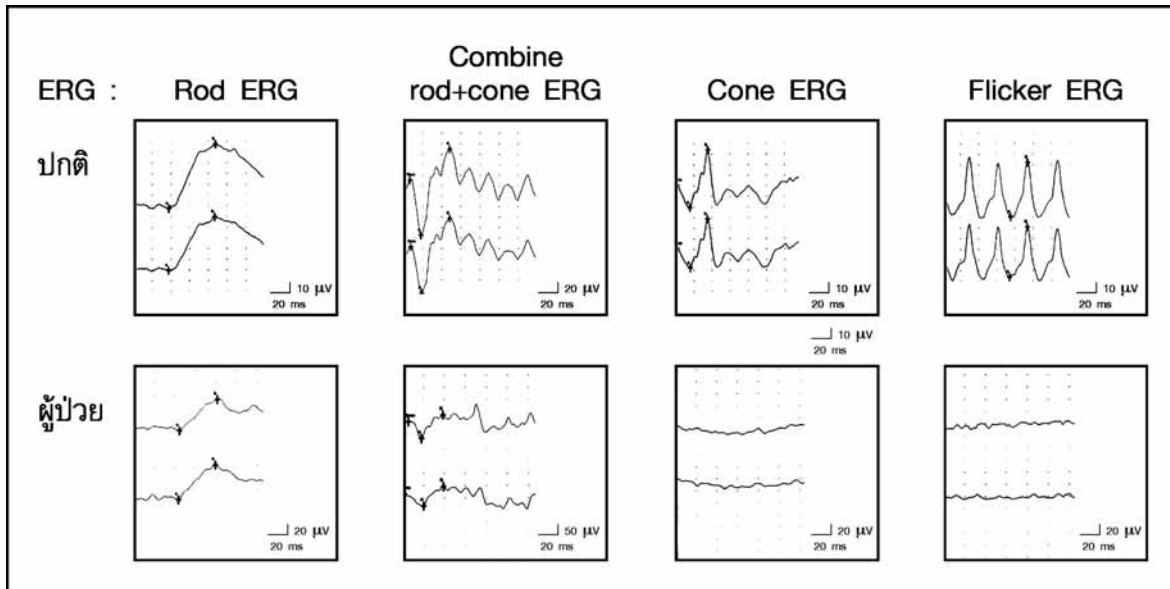 Combine
ERG : Rod ERG rod+cone ERG Cone ERG Flicker ERG
ปกติ
10 μV 20 μV 10 μV 10 μV
20 ms 20 ms 20 ms 20 ms
10 μV
20 ms
ผู้ป่วย
20 μV 50 μV 20 μV 20 μV
20 ms 20 ms 20 ms 20 ms